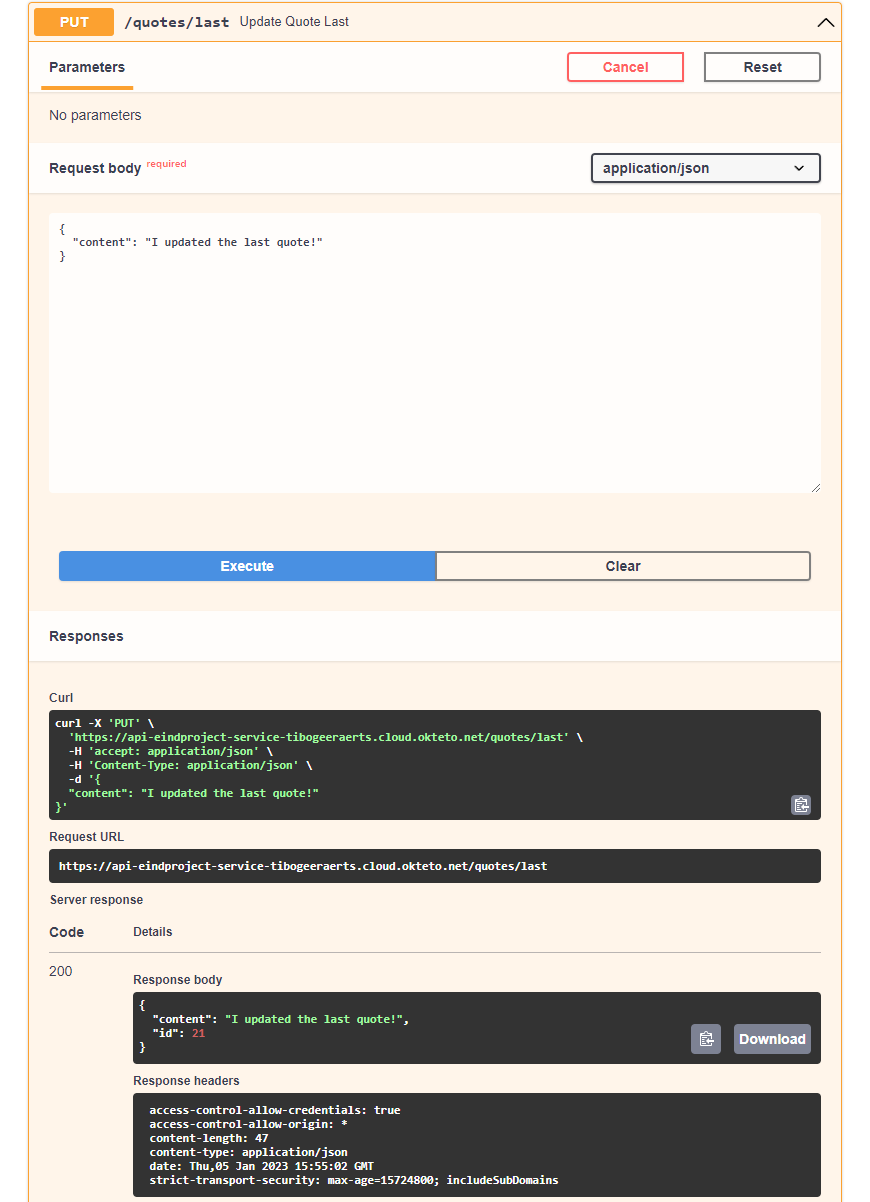 PUT /quotes/last Update Quote Last
Parameters Cancel Reset
No parameters
Request body required application/json
{
  "content": "I updated the last quote!"
}
Execute Clear
Responses
Curl
curl -X 'PUT' \
  'https://api-eindproject-service-tibogeeraerts.cloud.okteto.net/quotes/last' \
  -H 'accept: application/json' \
  -H 'Content-Type: application/json' \
  -d '{
  "content": "I updated the last quote!"
}'
Request URL
https://api-eindproject-service-tibogeeraerts.cloud.okteto.net/quotes/last
Server response
Code Details
200
Response body
{
  "content": "I updated the last quote!",
  "id": 21
}
Download
Response headers
access-control-allow-credentials: true
access-control-allow-origin: *
content-length: 47
content-type: application/json
date: Thu,05 Jan 2023 15:55:02 GMT
strict-transport-security: max-age=15724800; includeSubDomains